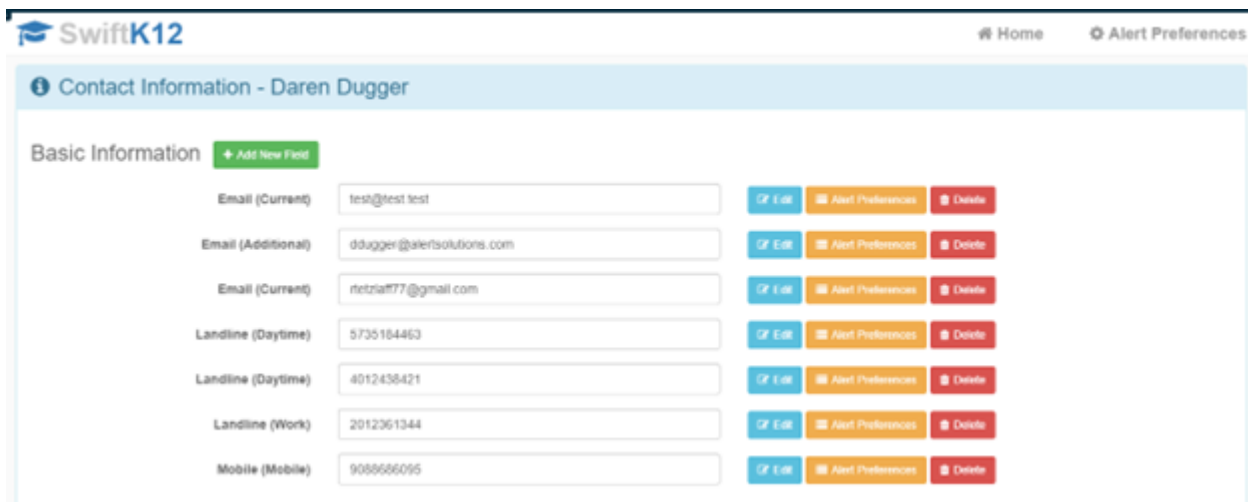 SwiftK12 Home Alert Preferences
Contact Information - Daren Dugger
Basic Information + Add New Field
Email (Current) test@test.test Edit Alert Preferences Delete
Email (Additional) ddugger@alertsolutions.com Edit Alert Preferences Delete
Email (Current) rtetzlaff77@gmail.com Edit Alert Preferences Delete
Landline (Daytime) 5735184463 Edit Alert Preferences Delete
Landline (Daytime) 4012438421 Edit Alert Preferences Delete
Landline (Work) 2012361344 Edit Alert Preferences Delete
Mobile (Mobile) 9088686095 Edit Alert Preferences Delete